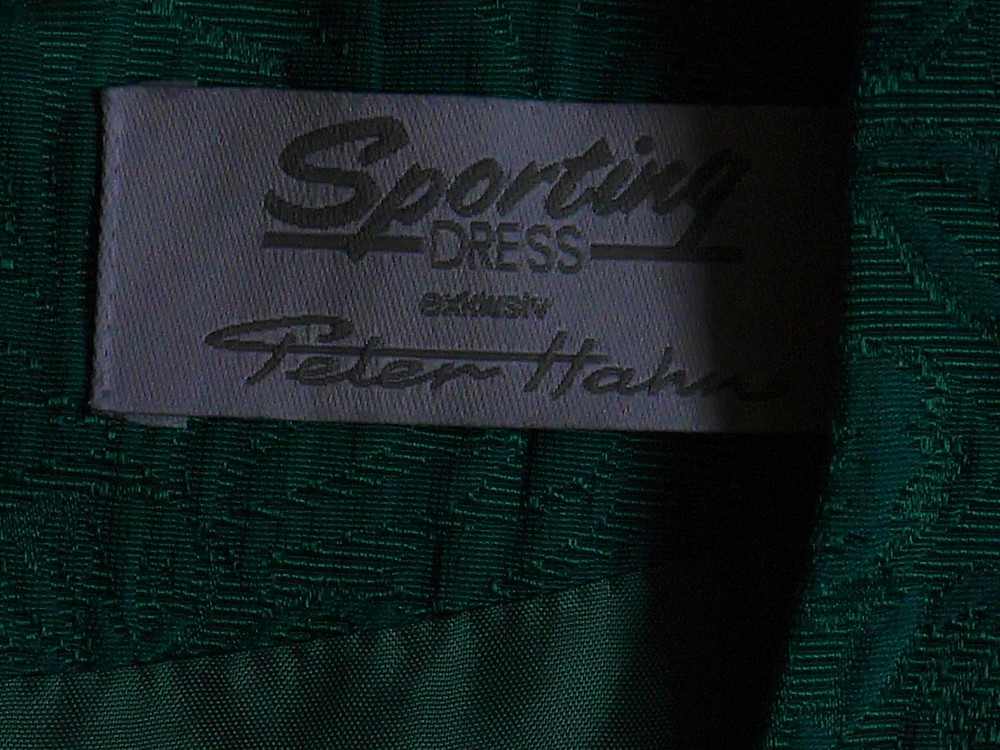 Sporting
DRESS
exklusiv
Peter Hahn